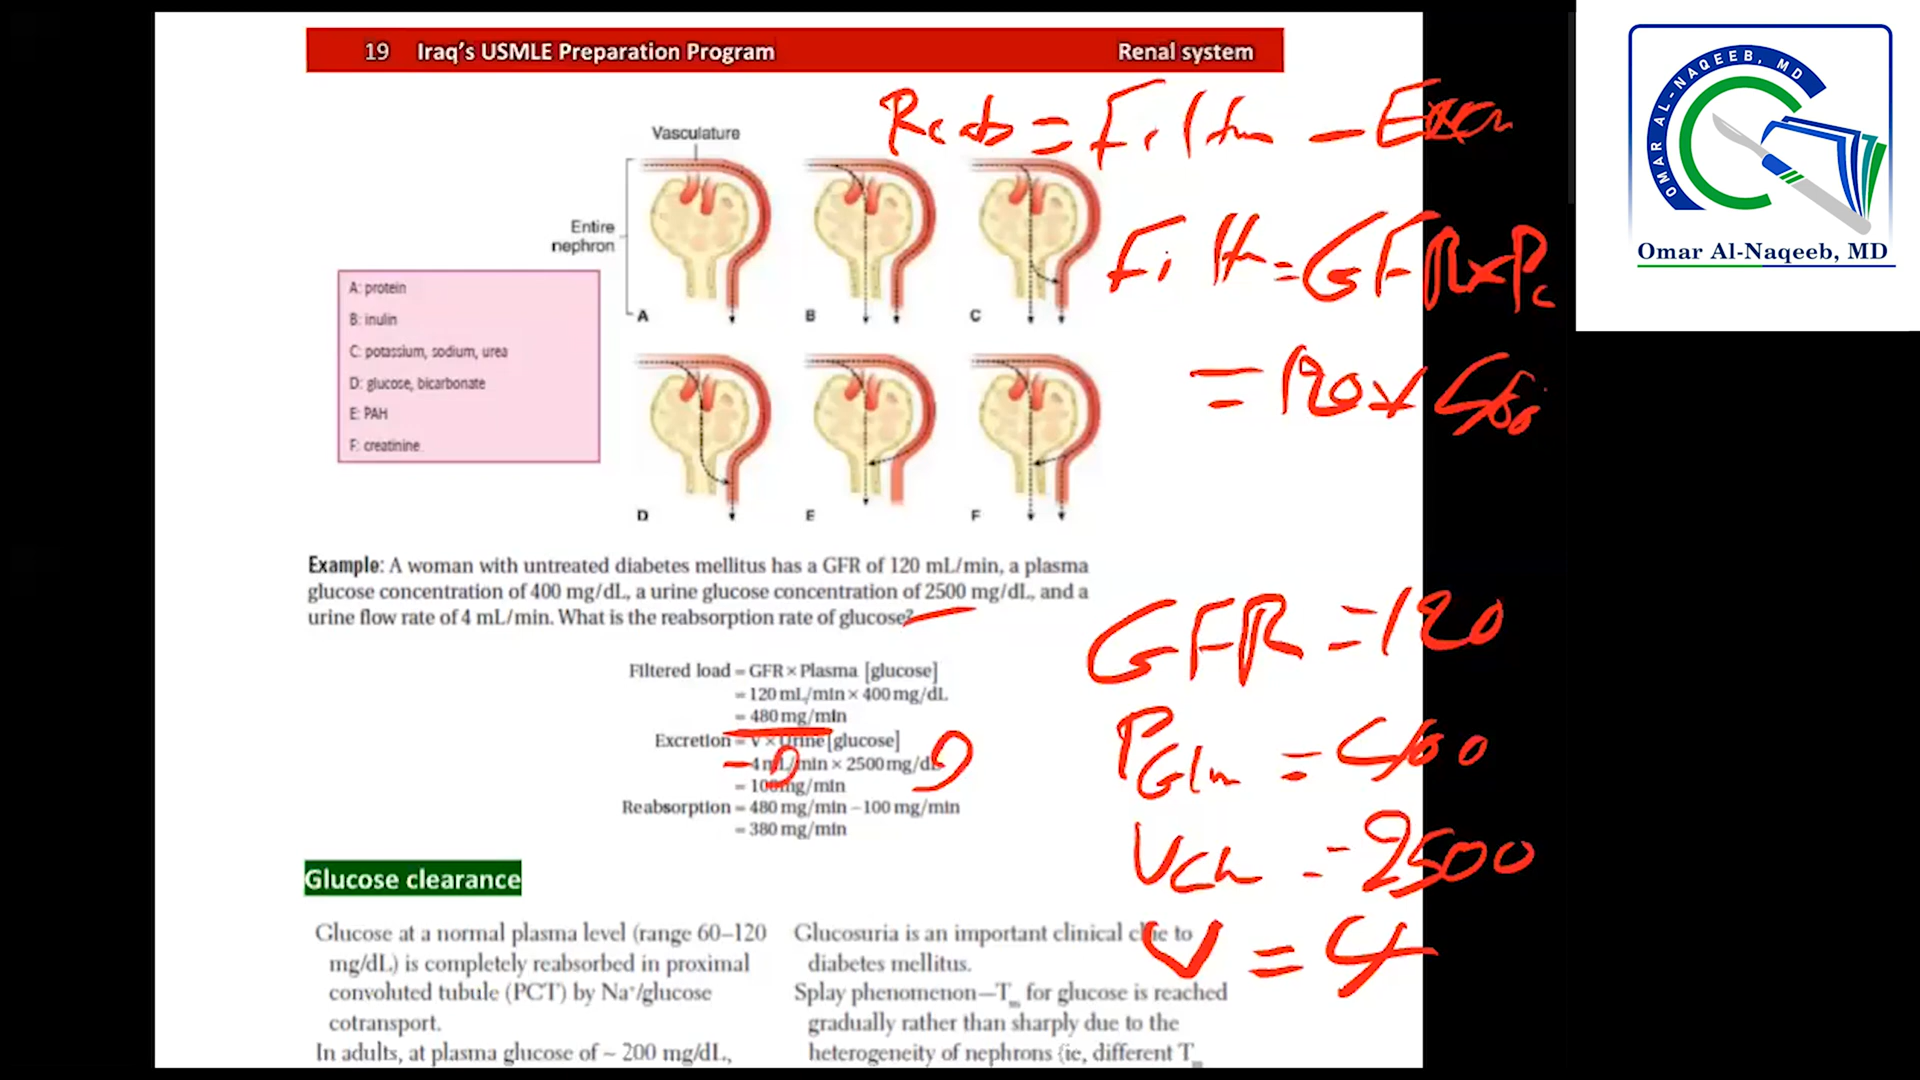 19 Iraq's USMLE Preparation Program Renal system
OMAR AL-NAQEEB, MD
Omar Al-Naqeeb, MD
Reab =
GFR
= 120 ×
Vasculature
Entire
nephron
A B C
D E F
A: protein
B: inulin
C: potassium, sodium, urea
D: glucose, bicarbonate
E: PAH
F: creatinine
Example: A woman with untreated diabetes mellitus has a GFR of 120 mL/min, a plasma
glucose concentration of 400 mg/dL, a urine glucose concentration of 2500 mg/dL, and a
urine flow rate of 4 mL/min. What is the reabsorption rate of glucose?
Filtered load = GFR × Plasma [glucose]
= 120 mL/min × 400 mg/dL
= 480 mg/min
Excretion = V × Urine [glucose]
= 4 mL/min × 2500 mg/dL
= 100 mg/min
Reabsorption = 480 mg/min – 100 mg/min
= 380 mg/min
GFR = 120
= 2500
V = 4
Glucose clearance
Glucose at a normal plasma level (range 60–120
mg/dL) is completely reabsorbed in proximal
convoluted tubule (PCT) by Na⁺/glucose
cotransport.
In adults, at plasma glucose of ~ 200 mg/dL,
Glucosuria is an important clinical clue to
diabetes mellitus.
Splay phenomenon—Tm for glucose is reached
gradually rather than sharply due to the
heterogeneity of nephrons (ie, different Tm